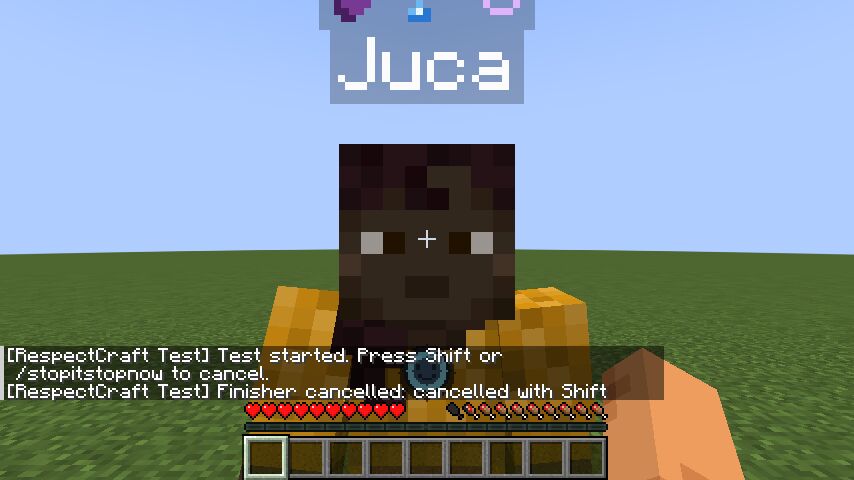 Juca
[RespectCraft Test] Test started. Press Shift or
/stopitstopnow to cancel.
[RespectCraft Test] Finisher cancelled: cancelled with Shift